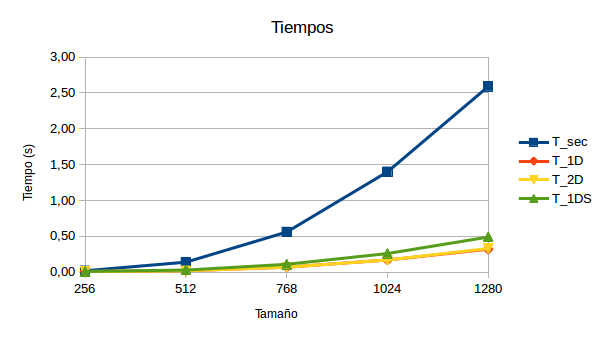 Tiempos
3,00
2,50
2,00
1,50
1,00
0,50
0,00
Tiempo (s)
256 512 768 1024 1280
Tamaño
T_sec
T_1D
T_2D
T_1DS